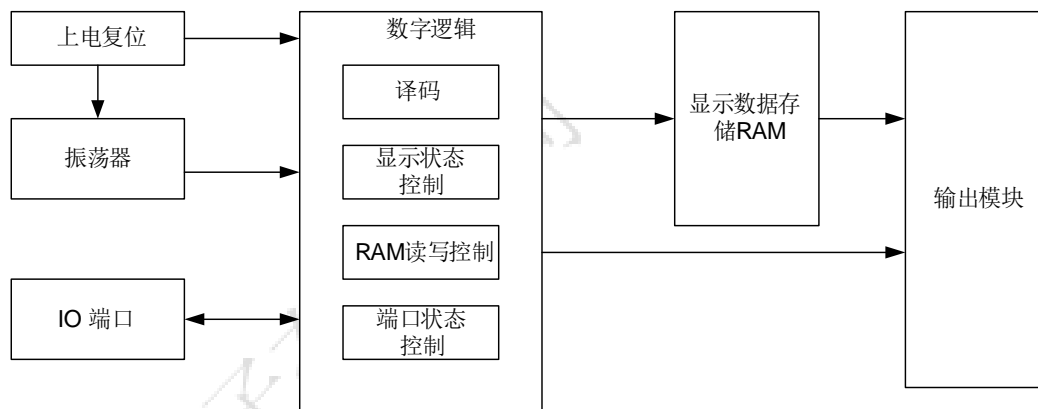 上电复位
振荡器
IO 端口
数字逻辑
译码
显示状态
控制
RAM读写控制
端口状态
控制
显示数据存
储RAM
输出模块